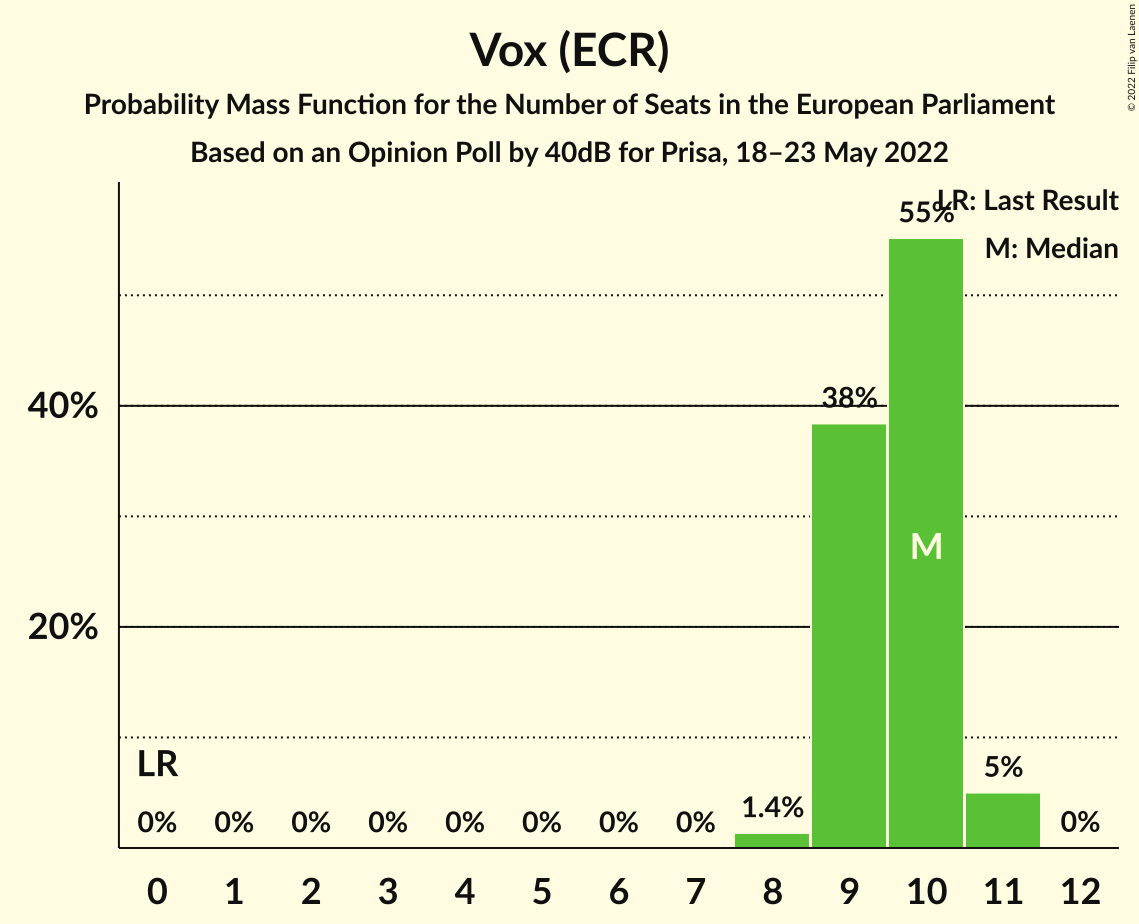 © 2022 Filip van Laenen
Vox (ECR)
Probability Mass Function for the Number of Seats in the European Parliament
Based on an Opinion Poll by 40dB for Prisa, 18–23 May 2022
LR: Last Result
M: Median
55%
38%
40%
M
20%
LR
5%
1.4%
0% 0% 0% 0% 0% 0% 0% 0% 0%
0 1 2 3 4 5 6 7 8 9 10 11 12